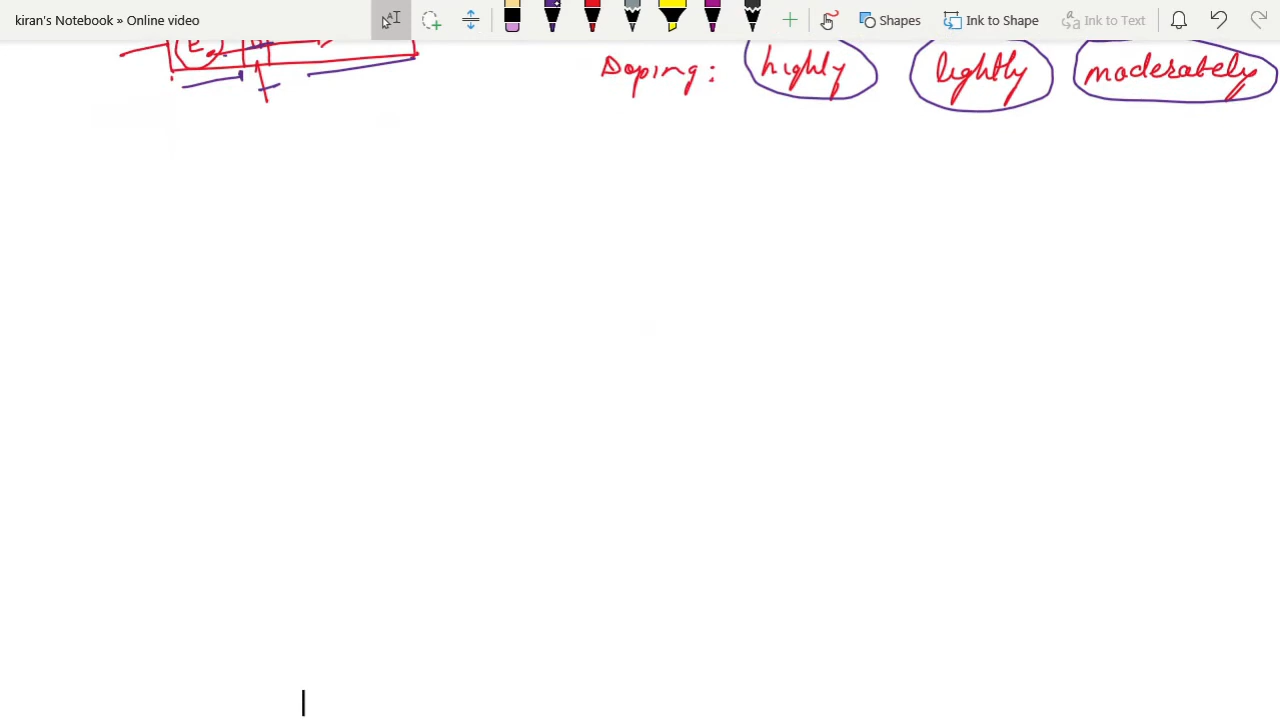 kiran's Notebook » Online video
Shapes
Ink to Shape
Ink to Text
E
Doping : highly lightly moderately